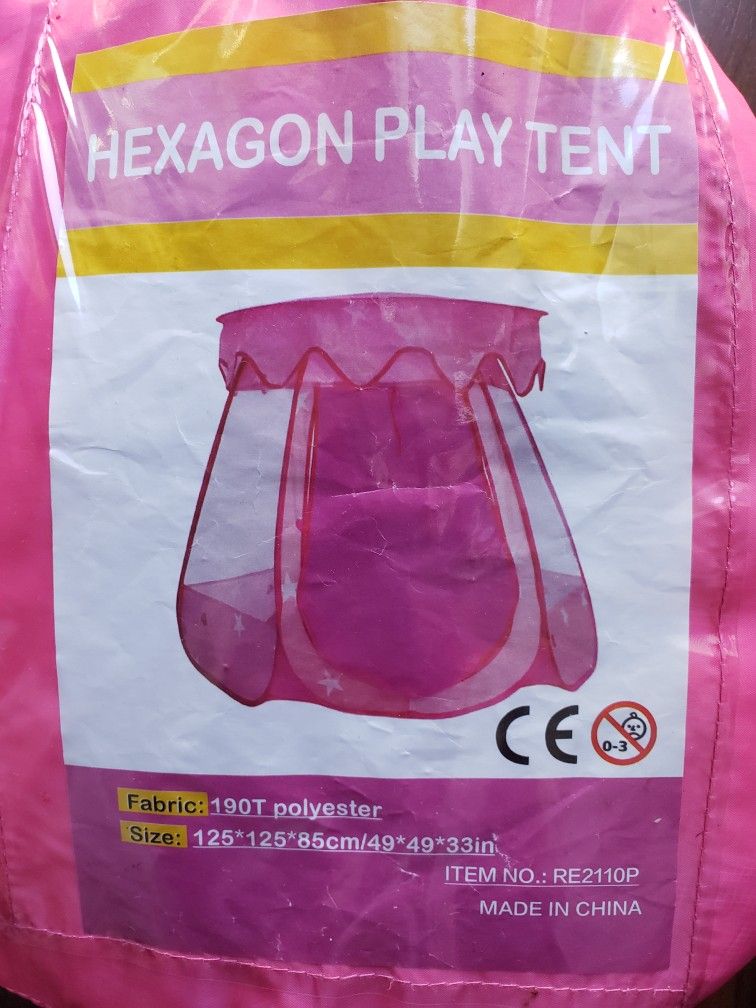 HEXAGON PLAY TENT
CE
0-3
Fabric: 190T polyester
Size: 125*125*85cm/49*49*33in
ITEM NO.: RE2110P
MADE IN CHINA